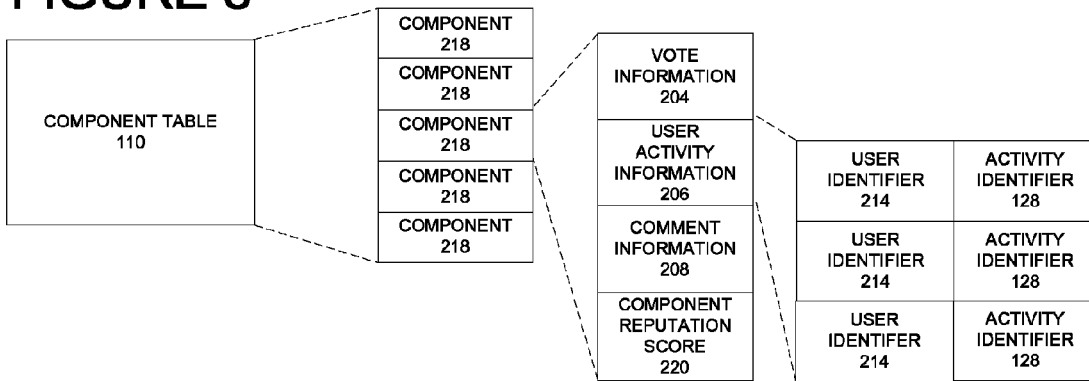 FIGURE
COMPONENT TABLE
110
COMPONENT
218
COMPONENT
218
COMPONENT
218
COMPONENT
218
COMPONENT
218
VOTE
INFORMATION
204
USER
ACTIVITY
INFORMATION
206
COMMENT
INFORMATION
208
COMPONENT
REPUTATION
SCORE
220
USER
IDENTIFIER
214
ACTIVITY
IDENTIFIER
128
USER
IDENTIFIER
214
ACTIVITY
IDENTIFIER
128
USER
IDENTIFER
214
ACTIVITY
IDENTIFIER
128